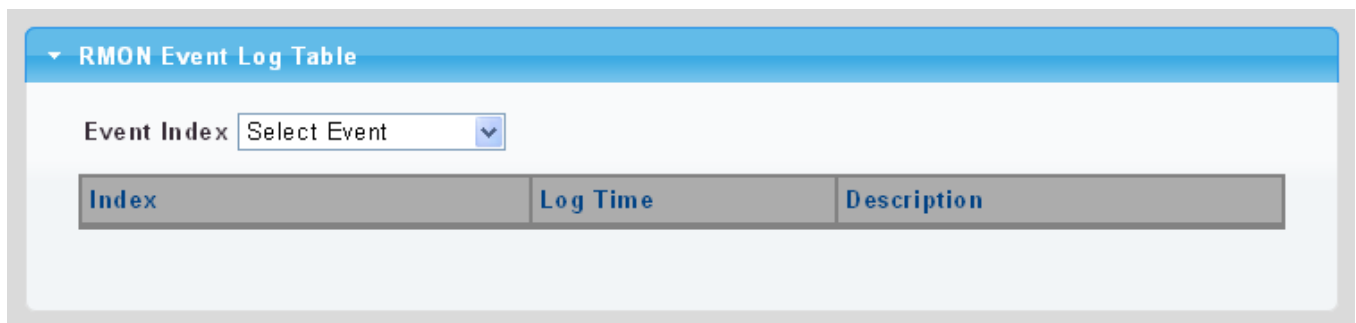 RMON Event Log Table
Event Index Select Event
Index Log Time Description